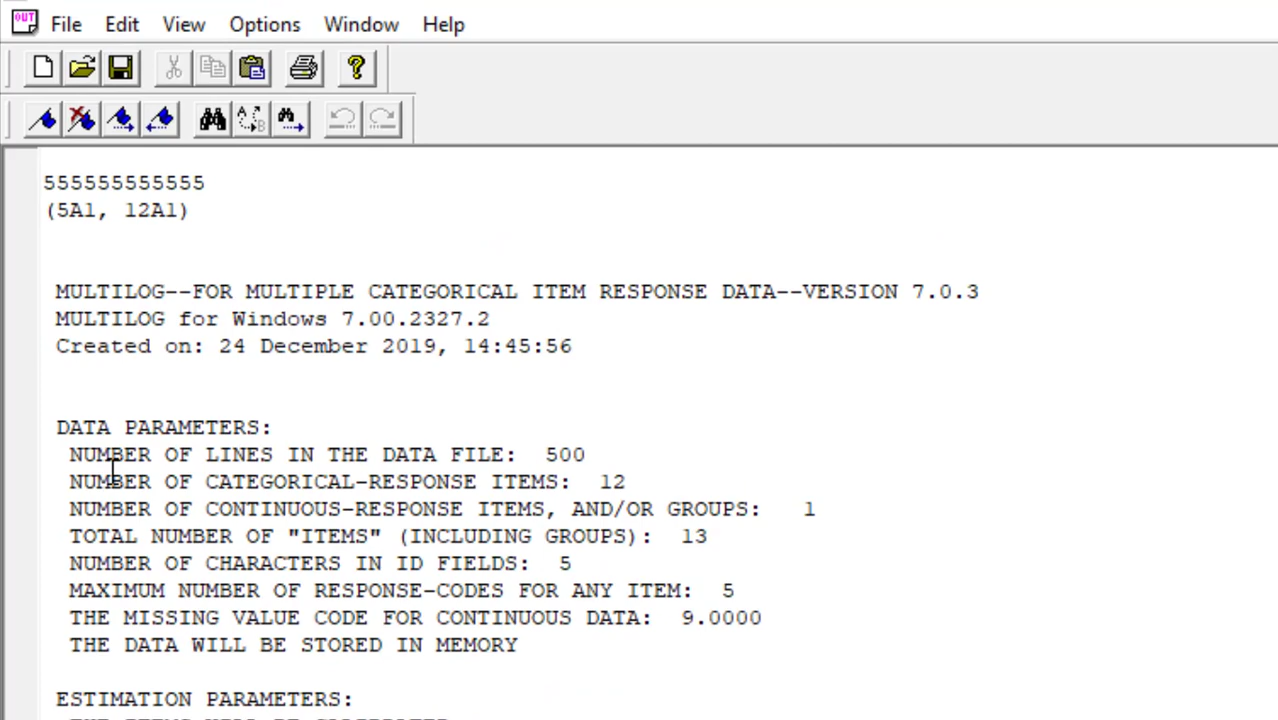 OUT File Edit View Options Window Help
555555555555
(5A1, 12A1)
MULTILOG--FOR MULTIPLE CATEGORICAL ITEM RESPONSE DATA--VERSION 7.0.3
MULTILOG for Windows 7.00.2327.2
Created on: 24 December 2019, 14:45:56
DATA PARAMETERS:
NUMBER OF LINES IN THE DATA FILE: 500
NUMBER OF CATEGORICAL-RESPONSE ITEMS: 12
NUMBER OF CONTINUOUS-RESPONSE ITEMS, AND/OR GROUPS: 1
TOTAL NUMBER OF "ITEMS" (INCLUDING GROUPS): 13
NUMBER OF CHARACTERS IN ID FIELDS: 5
MAXIMUM NUMBER OF RESPONSE-CODES FOR ANY ITEM: 5
THE MISSING VALUE CODE FOR CONTINUOUS DATA: 9.0000
THE DATA WILL BE STORED IN MEMORY
ESTIMATION PARAMETERS: